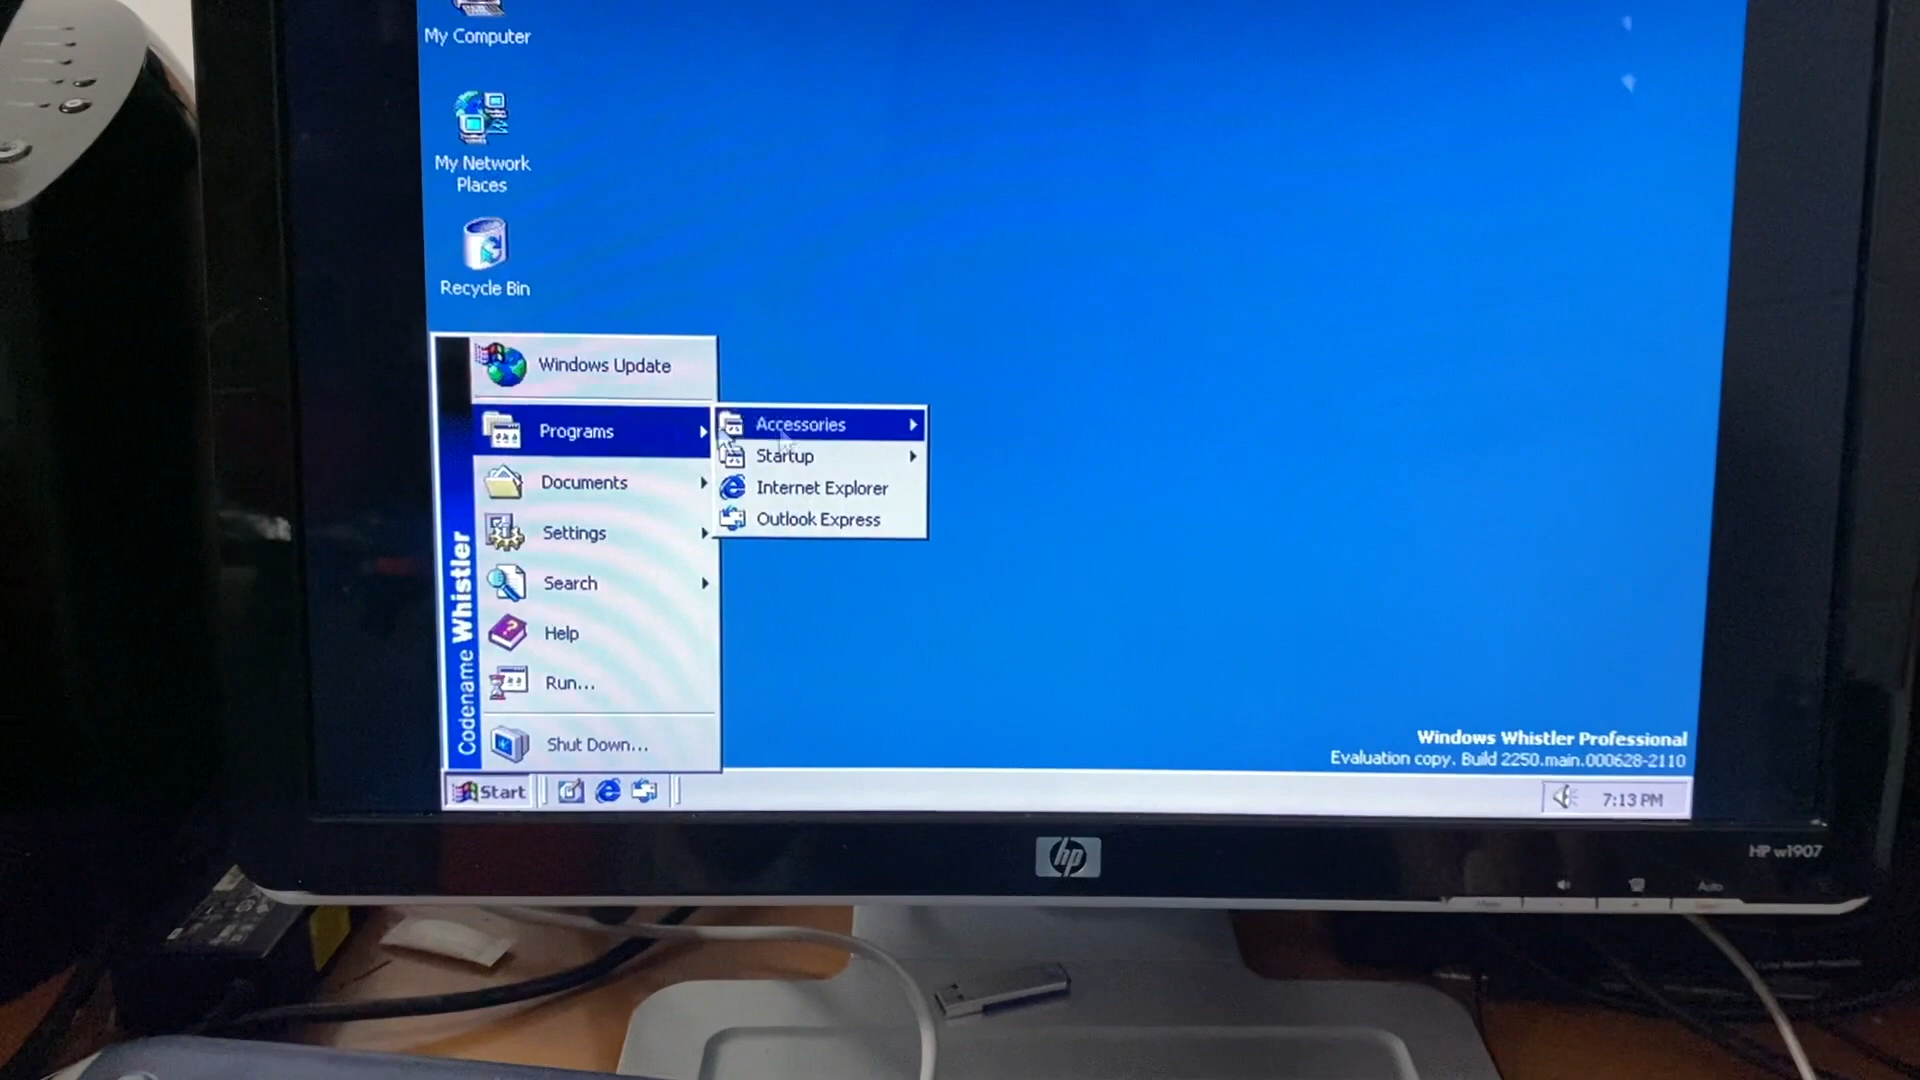 My Computer
My Network
Places
Recycle Bin
Windows Update
Programs
Documents
Settings
Search
Help
Run...
Shut Down...
Codename Whistler
Accessories
Startup
Internet Explorer
Outlook Express
Windows Whistler Professional
Evaluation copy. Build 2250.main.000628-2110
Start
7:13 PM
hp
HP w1907
Auto